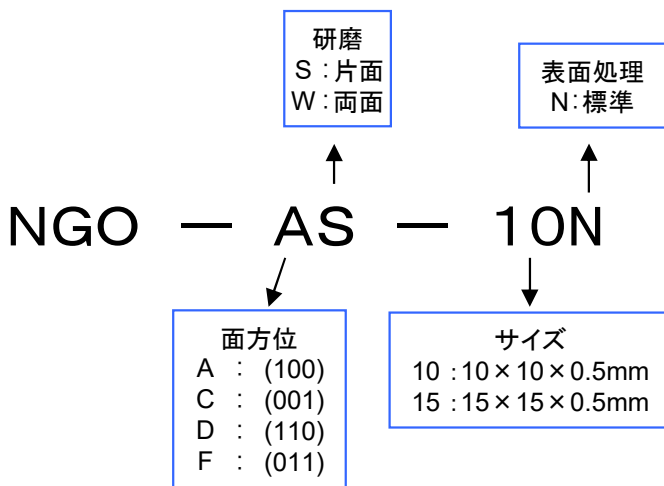 研磨
S：片面
W：両面
表面処理
N：標準
NGO － AS － 10N
面方位
A : (100)
C : (001)
D : (110)
F : (011)
サイズ
10：10×10×0.5mm
15：15×15×0.5mm